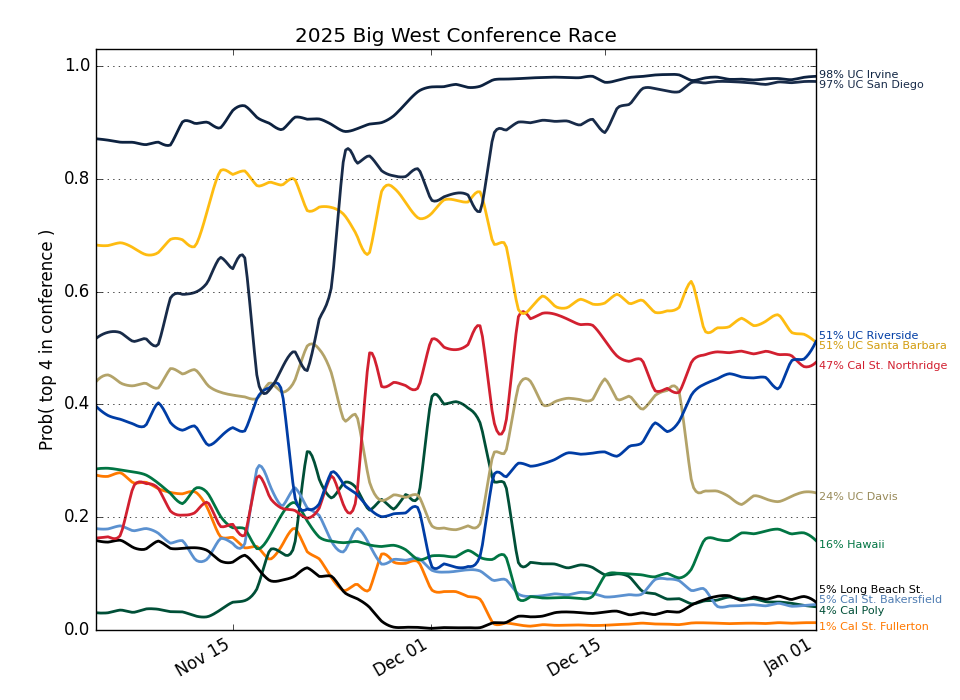 2025 Big West Conference Race
Prob( top 4 in conference )
1.0
0.8
0.6
0.4
0.2
0.0
Nov 15
Dec 01
Dec 15
Jan 01
98% UC Irvine
97% UC San Diego
51% UC Riverside
51% UC Santa Barbara
47% Cal St. Northridge
24% UC Davis
16% Hawaii
5% Long Beach St.
5% Cal St. Bakersfield
4% Cal Poly
1% Cal St. Fullerton